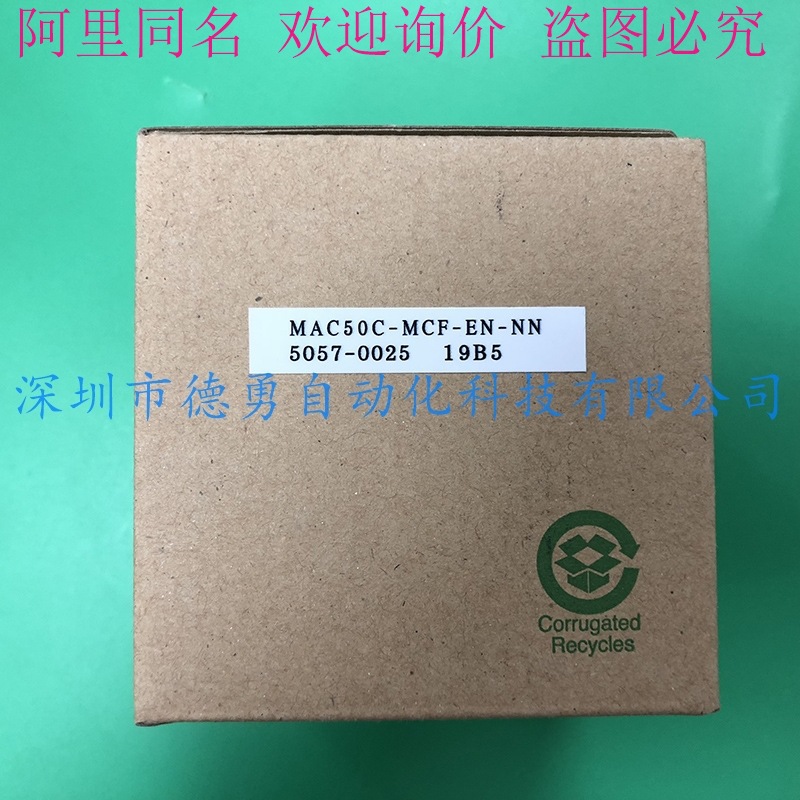 阿里同名 欢迎询价 盗图必究
MAC50C-MCF-EN-NN
5057-0025 19B5
深圳市德勇自动化科技有限公司
Corrugated
Recycles